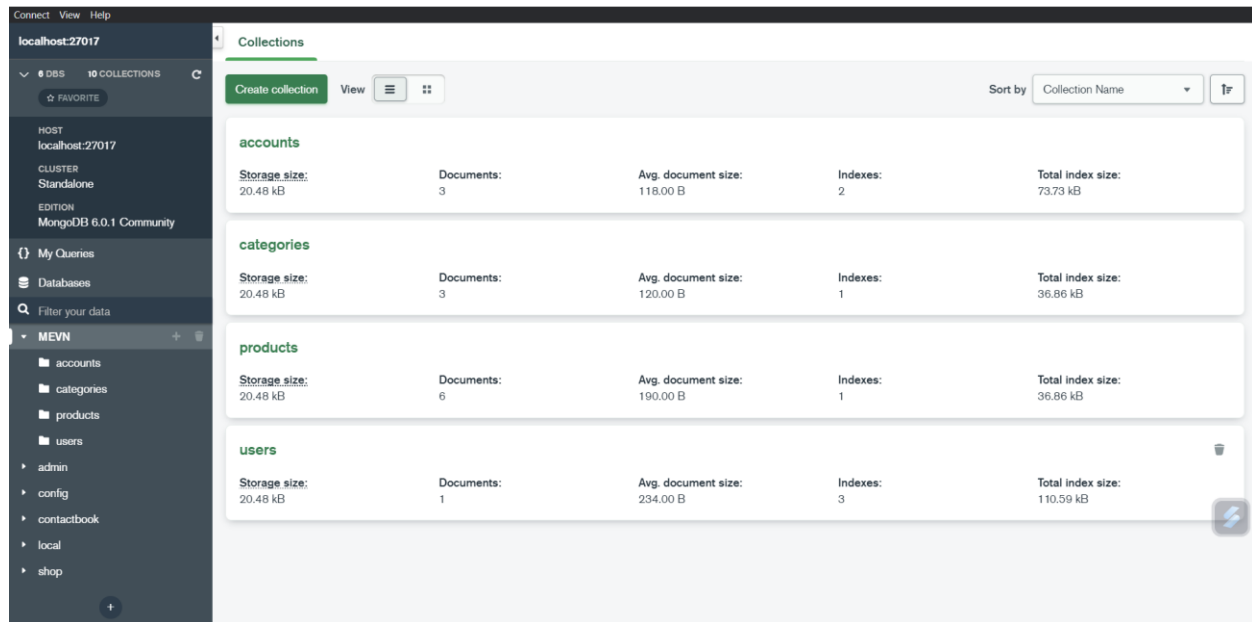 Connect View Help
localhost:27017
6 DBS 10 COLLECTIONS
FAVORITE
HOST
localhost:27017
CLUSTER
Standalone
EDITION
MongoDB 6.0.1 Community
{} My Queries
Databases
Filter your data
MEVN
accounts
categories
products
users
admin
config
contactbook
local
shop
Collections
Create collection View Sort by Collection Name
accounts
Storage size: Documents: Avg. document size: Indexes: Total index size:
20.48 kB 3 118.00 B 2 73.73 kB
categories
Storage size: Documents: Avg. document size: Indexes: Total index size:
20.48 kB 3 120.00 B 1 36.86 kB
products
Storage size: Documents: Avg. document size: Indexes: Total index size:
20.48 kB 6 190.00 B 1 36.86 kB
users
Storage size: Documents: Avg. document size: Indexes: Total index size:
20.48 kB 1 234.00 B 3 110.59 kB